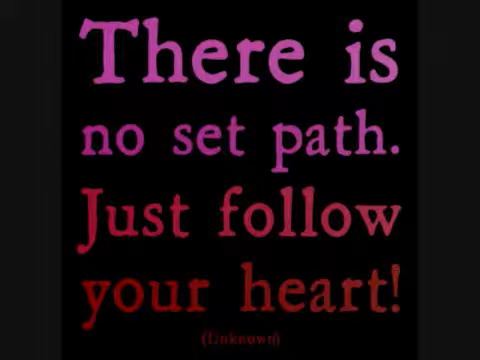 There is
no set path.
Just follow
your heart!
(Unknown)